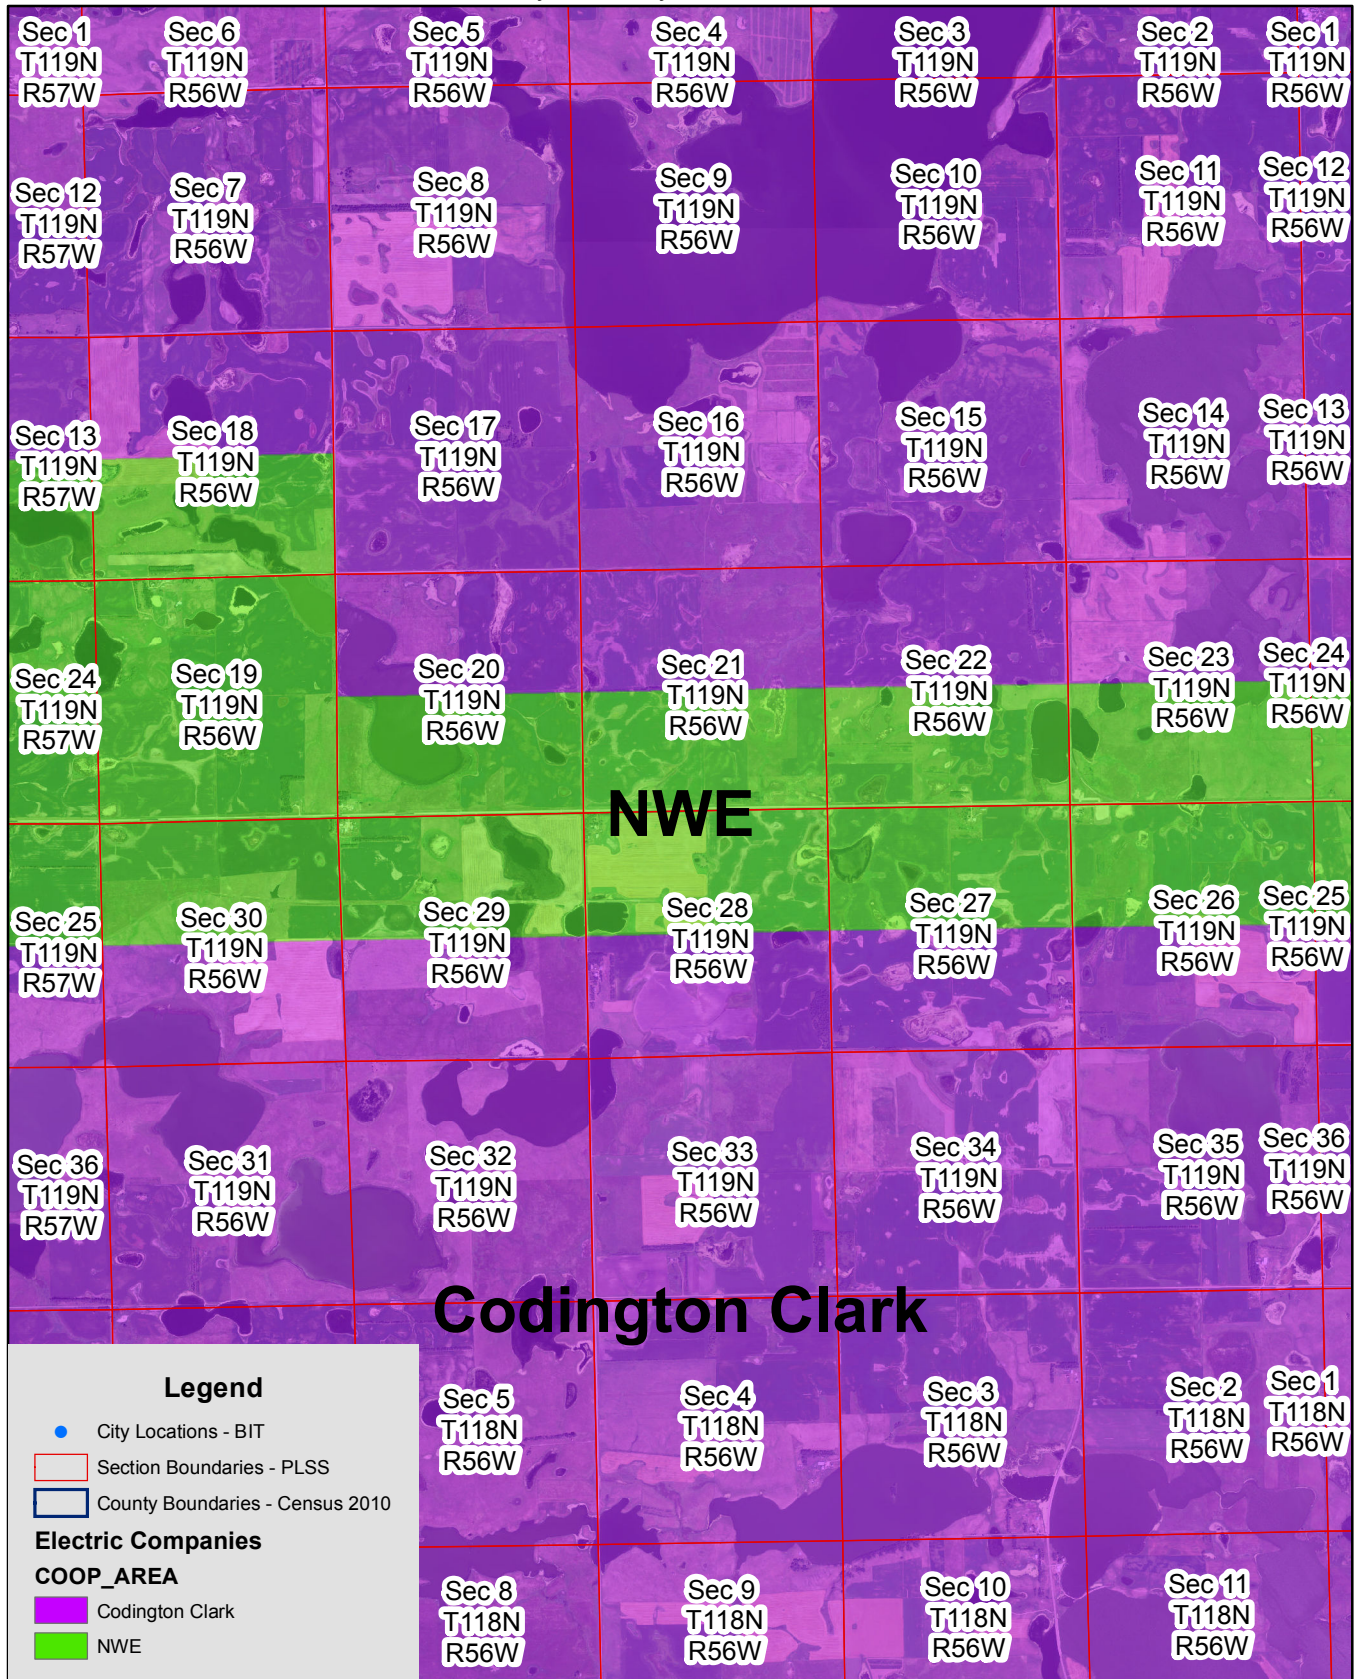 Sec 1
T119N
R57W
Sec 6
T119N
R56W
Sec 5
T119N
R56W
Sec 4
T119N
R56W
Sec 3
T119N
R56W
Sec 2
T119N
R56W
Sec 1
T119N
R56W
Sec 12
T119N
R57W
Sec 7
T119N
R56W
Sec 8
T119N
R56W
Sec 9
T119N
R56W
Sec 10
T119N
R56W
Sec 11
T119N
R56W
Sec 12
T119N
R56W
Sec 13
T119N
R57W
Sec 18
T119N
R56W
Sec 17
T119N
R56W
Sec 16
T119N
R56W
Sec 15
T119N
R56W
Sec 14
T119N
R56W
Sec 13
T119N
R56W
Sec 24
T119N
R57W
Sec 19
T119N
R56W
Sec 20
T119N
R56W
Sec 21
T119N
R56W
Sec 22
T119N
R56W
Sec 23
T119N
R56W
Sec 24
T119N
R56W
NWE
Sec 25
T119N
R57W
Sec 30
T119N
R56W
Sec 29
T119N
R56W
Sec 28
T119N
R56W
Sec 27
T119N
R56W
Sec 26
T119N
R56W
Sec 25
T119N
R56W
Sec 36
T119N
R57W
Sec 31
T119N
R56W
Sec 32
T119N
R56W
Sec 33
T119N
R56W
Sec 34
T119N
R56W
Sec 35
T119N
R56W
Sec 36
T119N
R56W
Codington Clark
Sec 5
T118N
R56W
Sec 4
T118N
R56W
Sec 3
T118N
R56W
Sec 2
T118N
R56W
Sec 1
T118N
R56W
Sec 8
T118N
R56W
Sec 9
T118N
R56W
Sec 10
T118N
R56W
Sec 11
T118N
R56W
Legend
City Locations - BIT
Section Boundaries - PLSS
County Boundaries - Census 2010
Electric Companies
COOP_AREA
Codington Clark
NWE